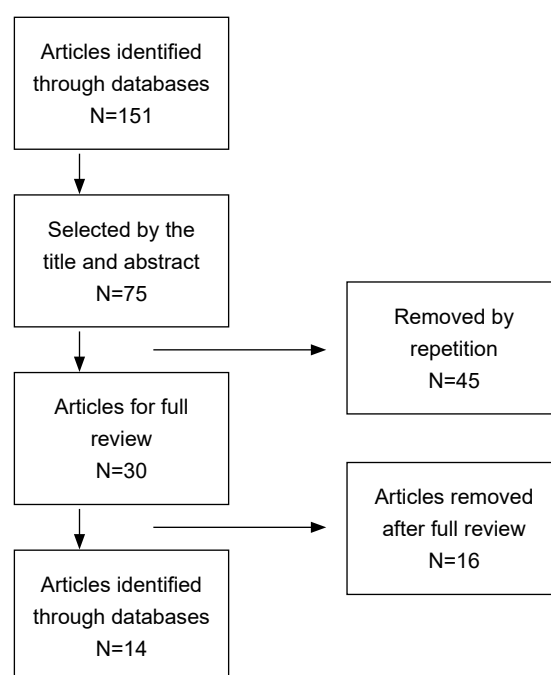 Articles identified
through databases
N=151
Selected by the
title and abstract
N=75
Removed by
repetition
N=45
Articles for full
review
N=30
Articles removed
after full review
N=16
Articles identified
through databases
N=14